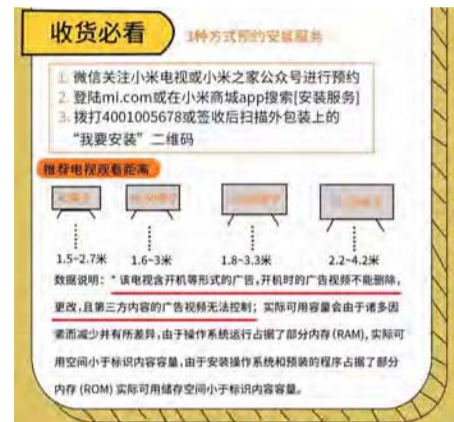 收货必看
3种方式预约安装服务
1. 微信关注小米电视或小米之家公众号进行预约
2. 登陆mi.com或在小米商城app搜索[安装服务]
3. 拨打4001005678或签收后扫描外包装上的
“我要安装”二维码
推荐电视观看距离
1.5-2.7米 1.6-3米 1.8-3.3米 2.2-4.2米
数据说明：*该电视含开机等形式的广告,开机时的广告视频不能删除,
更改,且第三方内容的广告视频无法控制；实际可用容量会由于诸多因
素而减少并有所差异,由于操作系统运行占据了部分内存(RAM),实际可
用空间小于标识内容容量,由于安装操作系统和预装的程序占据了部分
内存(ROM)实际可用储存空间小于标识内容容量。